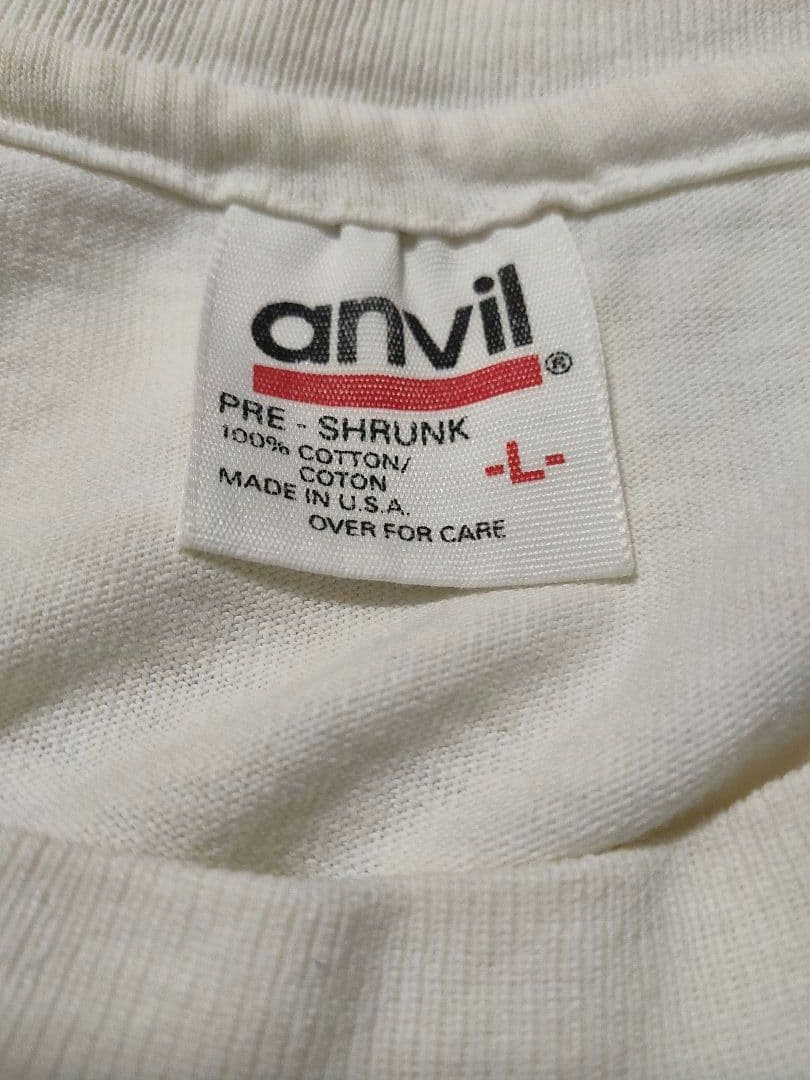 anvil®
PRE - SHRUNK
100% COTTON/
COTON
-L-
MADE IN U.S.A.
OVER FOR CARE